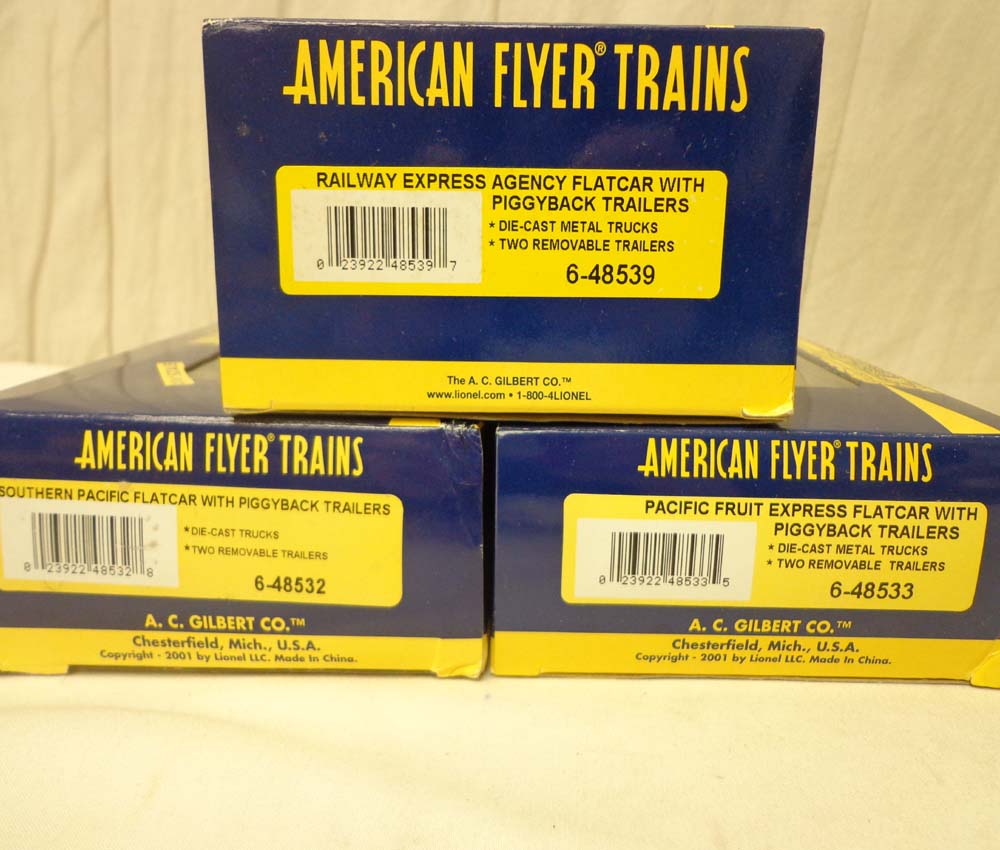 AMERICAN FLYER® TRAINS
RAILWAY EXPRESS AGENCY FLATCAR WITH
PIGGYBACK TRAILERS
* DIE-CAST METAL TRUCKS
* TWO REMOVABLE TRAILERS
0 23922 48539 7
6-48539
The A. C. GILBERT CO.™
www.lionel.com • 1-800-4LIONEL
AMERICAN FLYER® TRAINS
SOUTHERN PACIFIC FLATCAR WITH PIGGYBACK TRAILERS
*DIE-CAST TRUCKS
*TWO REMOVABLE TRAILERS
0 23922 48532 8
6-48532
A. C. GILBERT CO.™
Chesterfield, Mich., U.S.A.
Copyright - 2001 by Lionel LLC. Made in China.
AMERICAN FLYER® TRAINS
PACIFIC FRUIT EXPRESS FLATCAR WITH
PIGGYBACK TRAILERS
* DIE-CAST METAL TRUCKS
* TWO REMOVABLE TRAILERS
0 23922 48533 5
6-48533
A. C. GILBERT CO.™
Chesterfield, Mich., U.S.A.
Copyright - 2001 by Lionel LLC. Made in China.